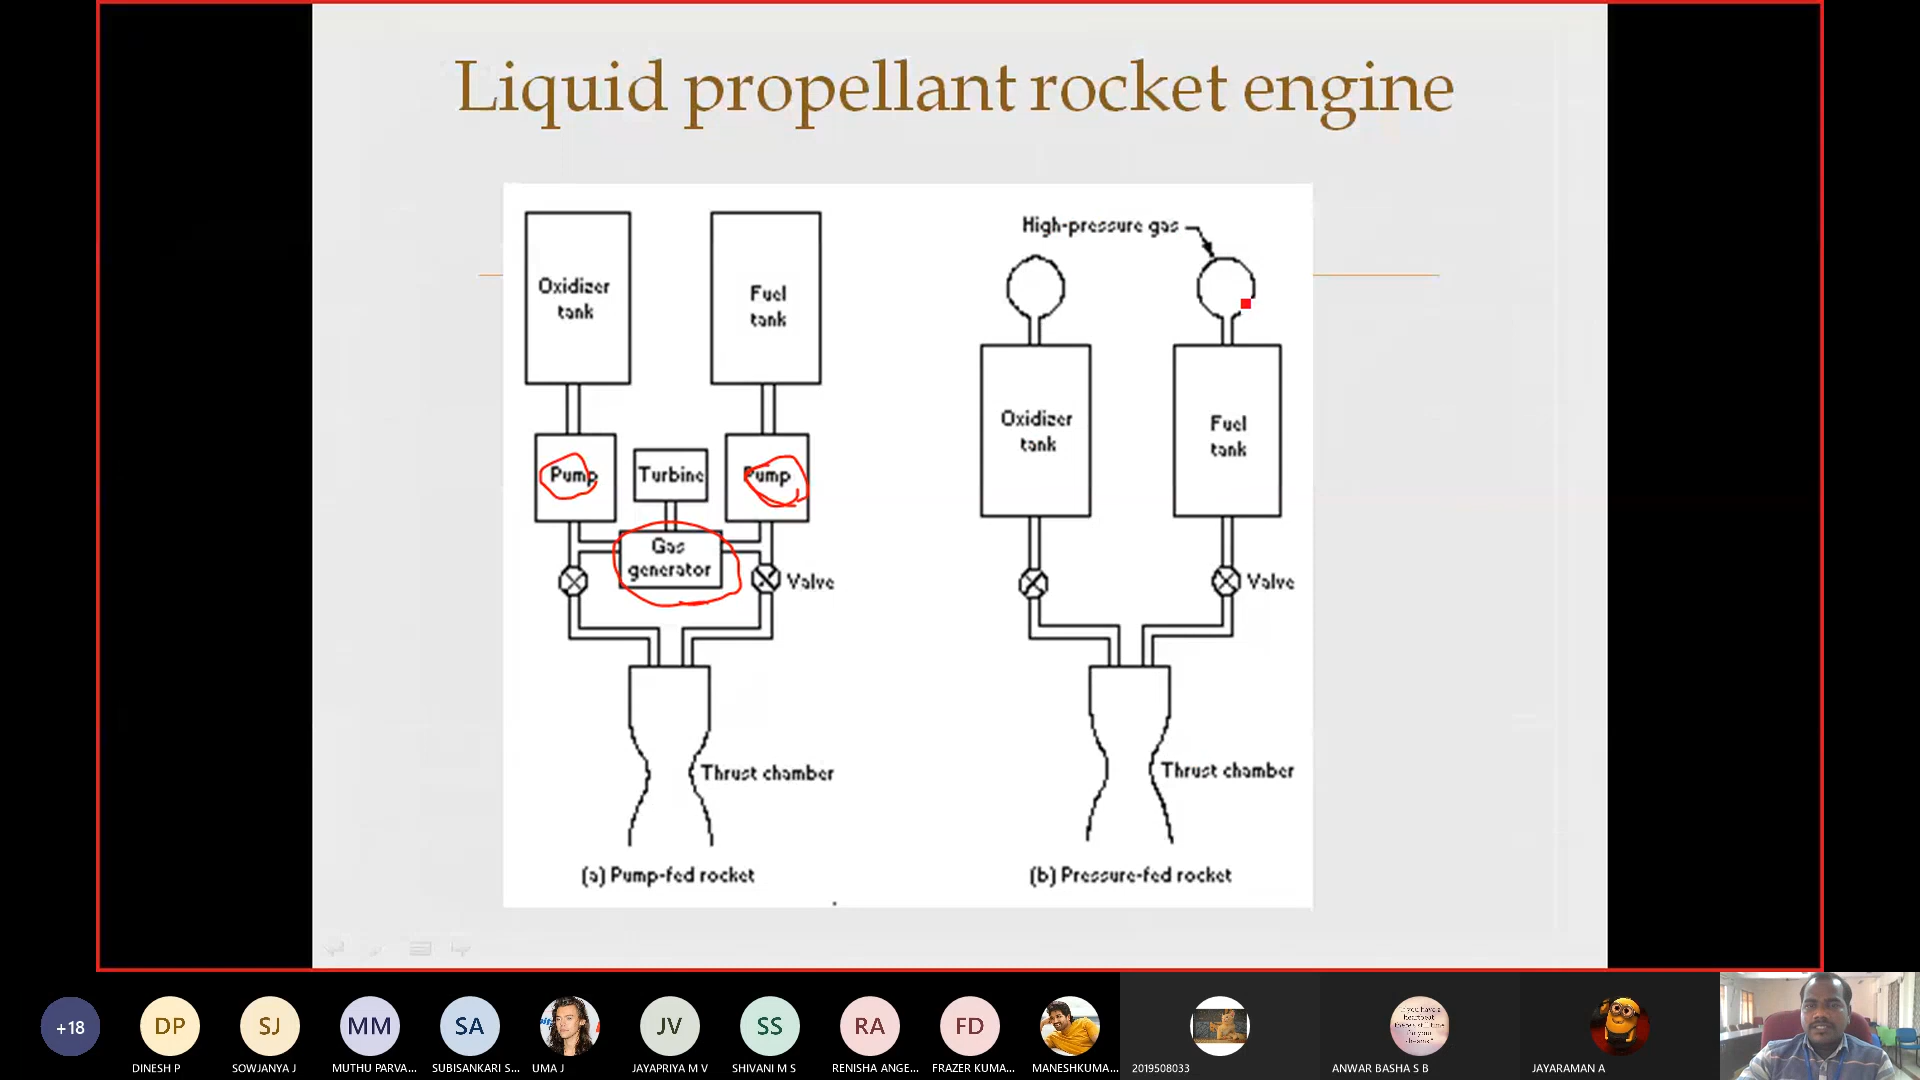 Liquid propellant rocket engine
High-pressure gas
Oxidizer
tank
Fuel
tank
Oxidizer
tank
Fuel
tank
Pump
Turbine
Pump
Gas
generator
Valve
Valve
Thrust chamber
Thrust chamber
(a) Pump-fed rocket
(b) Pressure-fed rocket
+18
DP
SJ
MM
SA
JV
SS
RA
FD
DINESH P
SOWJANYA J
MUTHU PARVA...
SUBISANKARI S...
UMA J
JAYAPRIYA M V
SHIVANI M S
RENISHA ANGE...
FRAZER KUMA...
MANESHKUMA...
2019508033
ANWAR BASHA S B
JAYARAMAN A